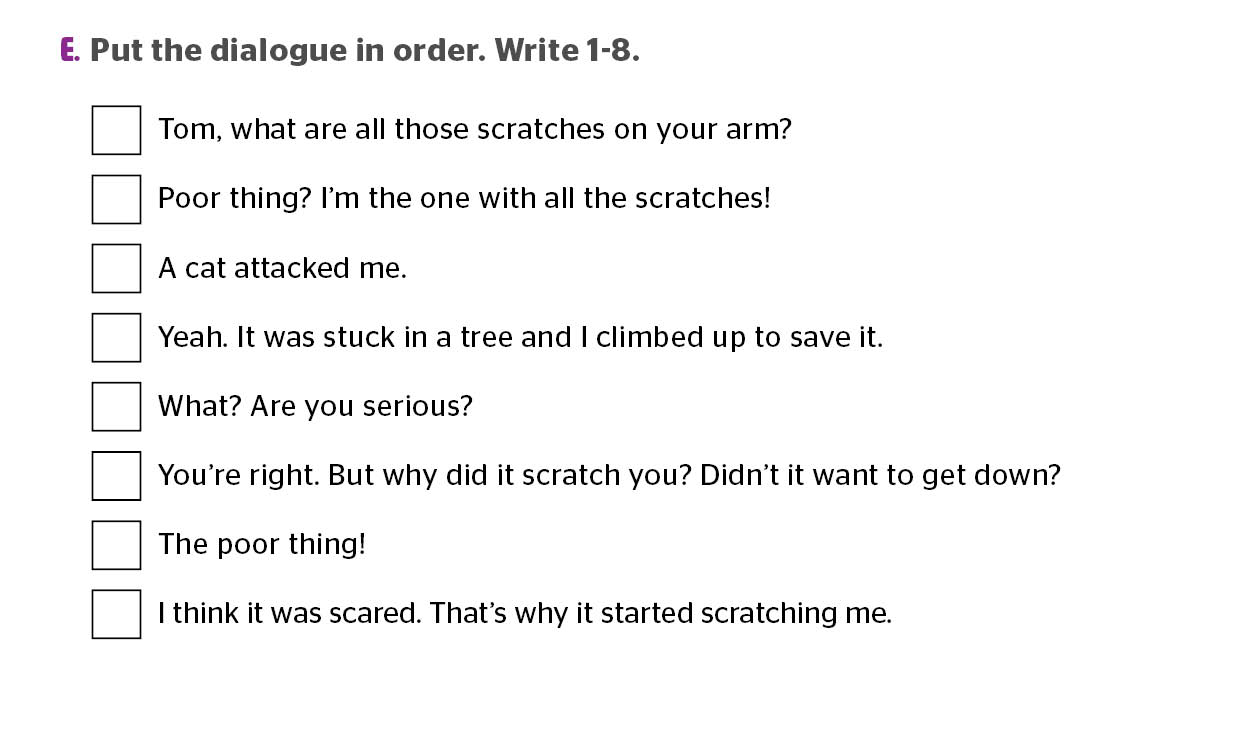 E. Put the dialogue in order. Write 1-8.
Tom, what are all those scratches on your arm?
Poor thing? I’m the one with all the scratches!
A cat attacked me.
Yeah. It was stuck in a tree and I climbed up to save it.
What? Are you serious?
You’re right. But why did it scratch you? Didn’t it want to get down?
The poor thing!
I think it was scared. That’s why it started scratching me.